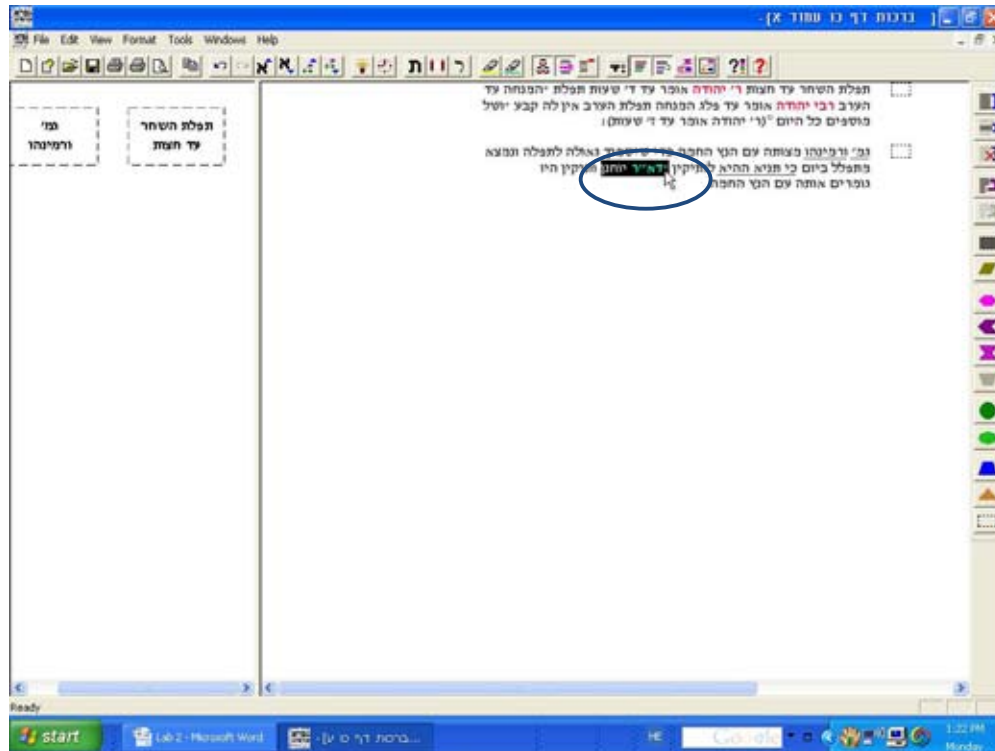 [ ברכות דף כו עמוד א]-
File Edit View Format Tools Windows Help
תפלת השחר עד חצות ר' יהודה אומר עד ד' שעות תפלת המנחה עד
הערב רבי יהודה אומר עד פלג המנחה תפלת הערב אין לה קבע ושל
מוספים כל היום (ר' יהודה אומר עד ז' שעות):
גמ' ורמינהו מצותה עם הנץ החמה כדי שיסמוך גאולה לתפלה ונמצא
מתפלל ביום כי תניא ההיא לותיקין דא"ר יוחנן ותיקין היו
גומרים אותה עם הנץ החמה
תפלת השחר
עד חצות
גמ'
ורמינהו
Ready
start
Lab 2 - Microsoft Word
ברכות דף כו ע]-...
HE
Google
1:22 PM
Monday